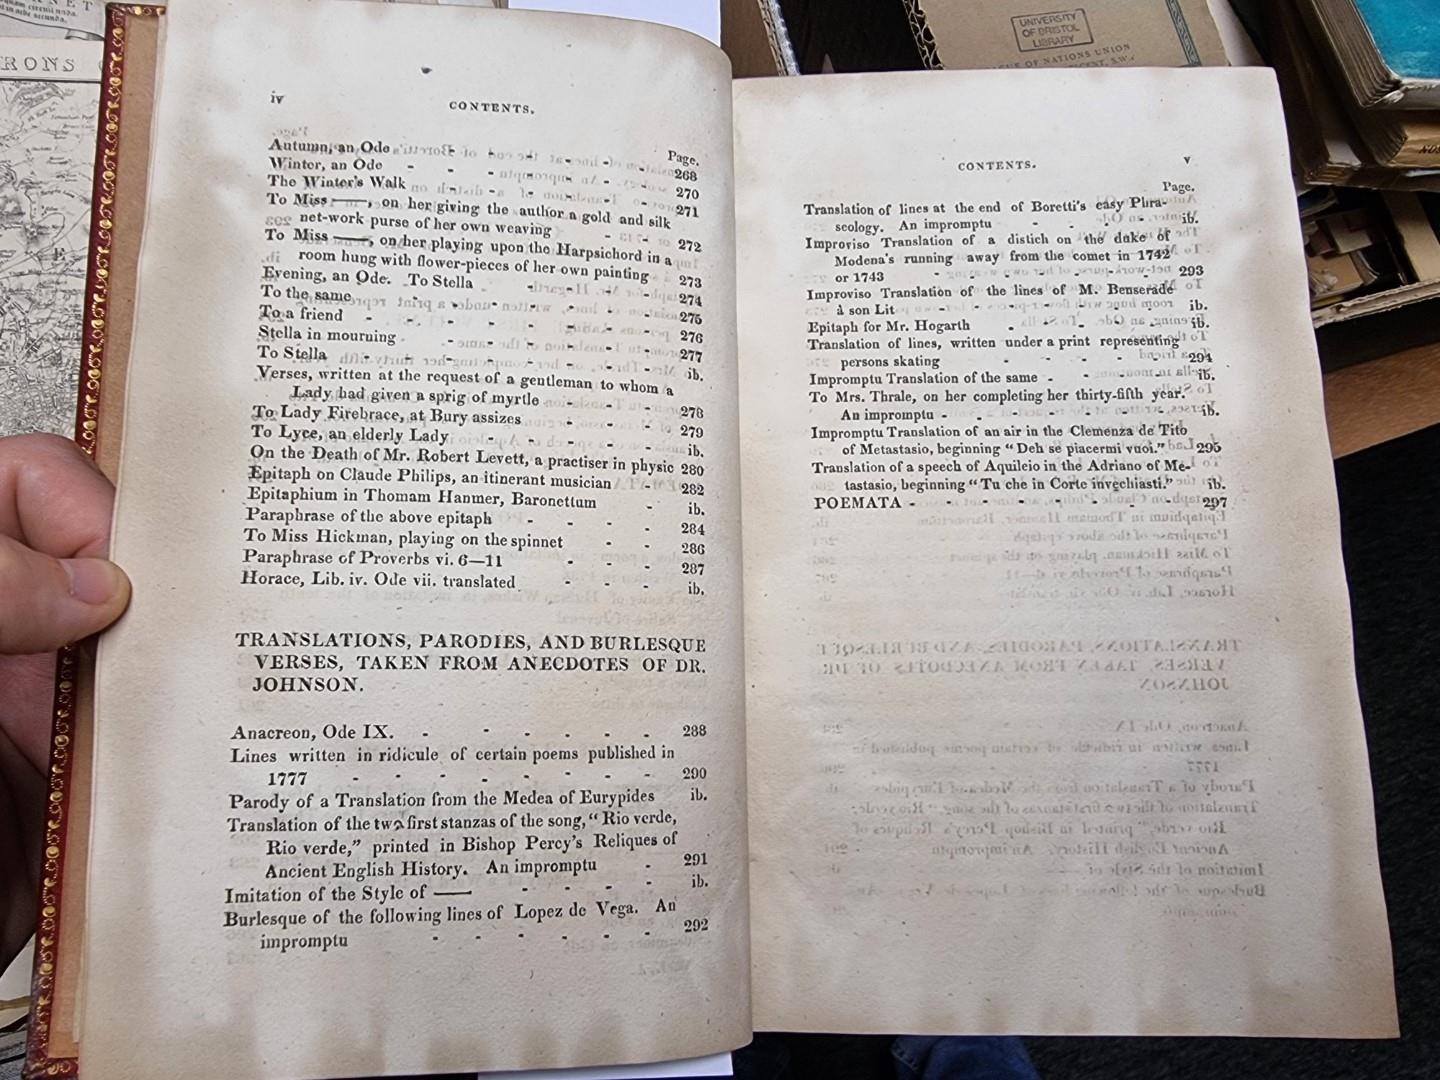 UNIVERSITY
OF BRISTOL
LIBRARY
OF NATIONS UNION
RONS
iv
CONTENTS.
Page.
Autumn, an Ode 268
Winter, an Ode - - - - - 270
The Winter's Walk - - - - 271
To Miss ——, on her giving the author a gold and silk
net-work purse of her own weaving - - 272
To Miss ——, on her playing upon the Harpsichord in a
room hung with flower-pieces of her own painting 273
Evening, an Ode. To Stella - - - 274
To the same - - - - - 275
To a friend - - - - - 276
Stella in mourning - - - - 277
To Stella - - - - - ib.
Verses, written at the request of a gentleman to whom a
Lady had given a sprig of myrtle - - - 278
To Lady Firebrace, at Bury assizes - - - 279
To Lyce, an elderly Lady - - - - ib.
On the Death of Mr. Robert Levett, a practiser in physic 280
Epitaph on Claude Philips, an itinerant musician - - 282
Epitaphium in Thomam Hanmer, Baronettum - ib.
Paraphrase of the above epitaph - - - - 284
To Miss Hickman, playing on the spinnet - - 286
Paraphrase of Proverbs vi. 6—11 - - - 287
Horace, Lib. iv. Ode vii. translated - - - ib.
TRANSLATIONS, PARODIES, AND BURLESQUE
VERSES, TAKEN FROM ANECDOTES OF DR.
JOHNSON.
Anacreon, Ode IX. - - - - - - 288
Lines written in ridicule of certain poems published in
1777 - - - - - - - - 290
Parody of a Translation from the Medea of Eurypides ib.
Translation of the two first stanzas of the song, “ Rio verde,
Rio verde,” printed in Bishop Percy's Reliques of
Ancient English History. An impromptu - 291
Imitation of the Style of —— - - - - ib.
Burlesque of the following lines of Lopez de Vega. An
impromptu - - - - - - 292
CONTENTS. v
Page.
Translation of lines at the end of Boretti's easy Phra-
seology. An impromptu - - - - ib.
Improviso Translation of a distich on the duke of
Modena's running away from the comet in 1742
or 1743 - - - - - - 293
Improviso Translation of the lines of M. Benserade
à son Lit - - - - - - ib.
Epitaph for Mr. Hogarth - - - - ib.
Translation of lines, written under a print representing
persons skating - - - - - 294
Impromptu Translation of the same - - - - ib.
To Mrs. Thrale, on her completing her thirty-fifth year.
An impromptu - - - - - - ib.
Impromptu Translation of an air in the Clemenza de Tito
of Metastasio, beginning “ Deh se piacermi vuoi.” 295
Translation of a speech of Aquileio in the Adriano of Me-
tastasio, beginning “ Tu che in Corte invechiasti.” ib.
POEMATA - - - - - - 297